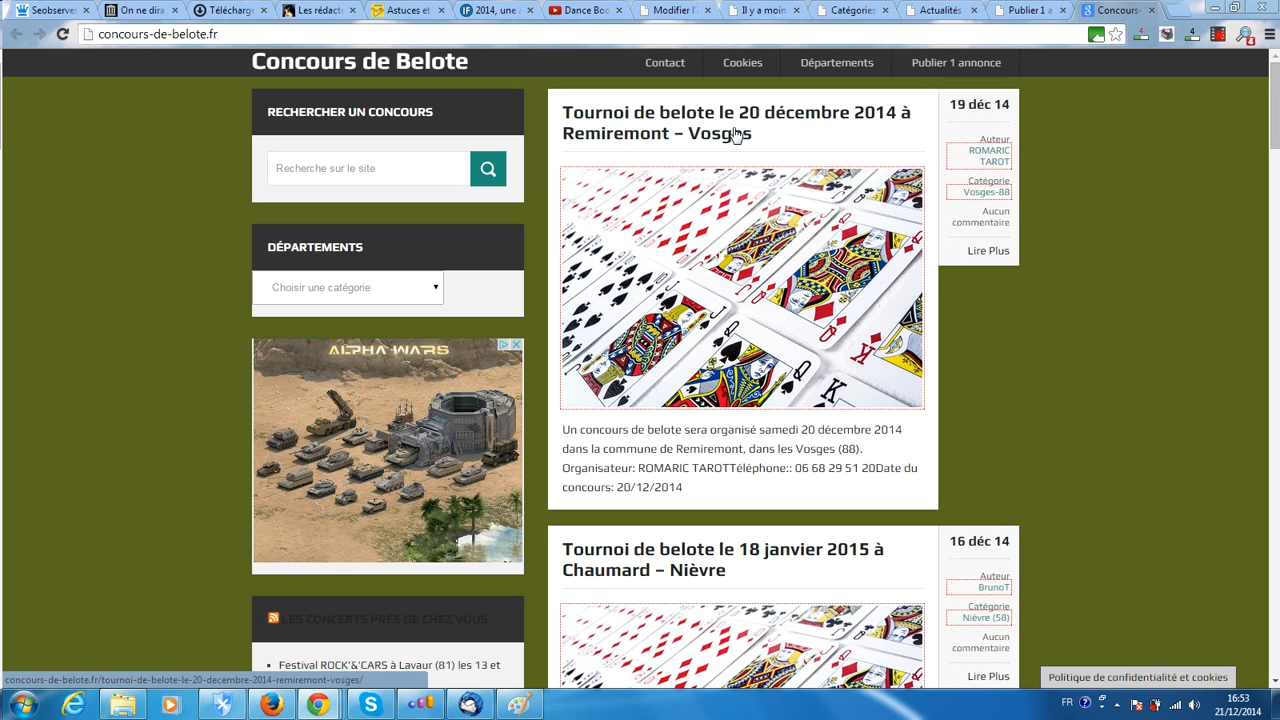 Seobserver
On ne dira
Télécharge
Les rédacte
Astuces et
2014, une a
Dance Boo
Modifier l'
Il y a moin
Catégories
Actualités
Publier 1 a
Concours-
concours-de-belote.fr
Concours de Belote
Contact
Cookies
Départements
Publier 1 annonce
RECHERCHER UN CONCOURS
Recherche sur le site
DÉPARTEMENTS
Choisir une catégorie
ALPHA WARS
LES CONCERTS PRÈS DE CHEZ VOUS
Festival ROCK'&'CARS à Lavaur (81) les 13 et
Tournoi de belote le 20 décembre 2014 à
Remiremont – Vosges
Un concours de belote sera organisé samedi 20 décembre 2014
dans la commune de Remiremont, dans les Vosges (88).
Organisateur: ROMARIC TAROTTéléphone:: 06 68 29 51 20Date du
concours: 20/12/2014
19 déc 14
Auteur
ROMARIC
TAROT
Catégorie
Vosges-88
Aucun
commentaire
Lire Plus
Tournoi de belote le 18 janvier 2015 à
Chaumard – Nièvre
16 déc 14
Auteur
BrunoT
Catégorie
Nièvre (58)
Aucun
commentaire
Lire Plus
Politique de confidentialité et cookies
concours-de-belote.fr/tournoi-de-belote-le-20-decembre-2014-remiremont-vosges/
FR
16:53
21/12/2014